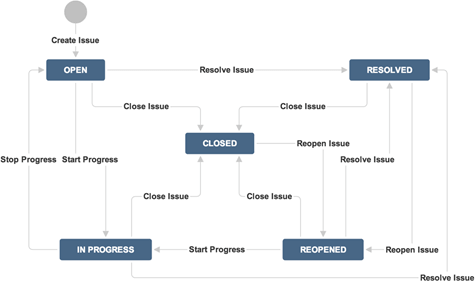 Create Issue
OPEN
Resolve Issue
RESOLVED
Close Issue
Close Issue
CLOSED
Reopen Issue
Stop Progress
Start Progress
Resolve Issue
Close Issue
Close Issue
IN PROGRESS
Start Progress
REOPENED
Reopen Issue
Resolve Issue